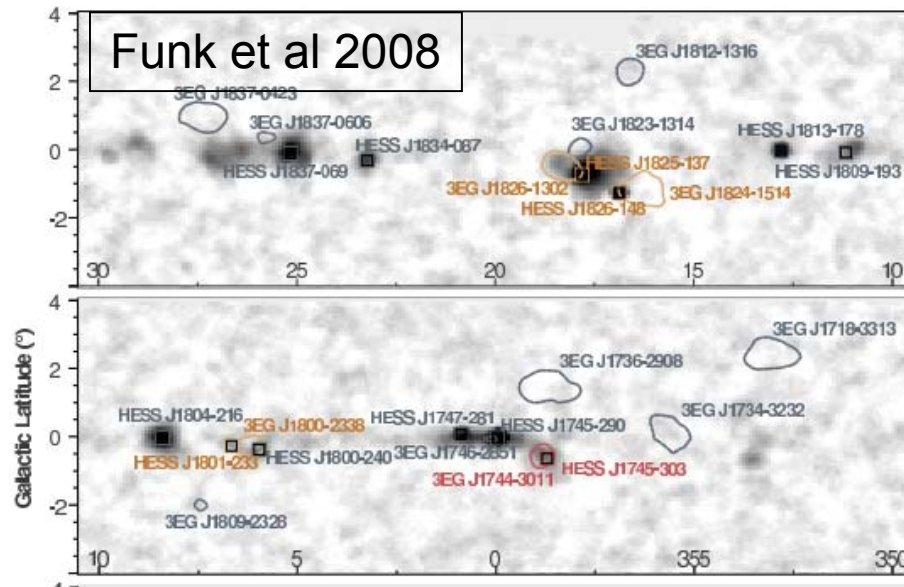 Funk et al 2008
4
2
0
-2
3EG J1812-1316
3EG J1837-0423
3EG J1837-0606
3EG J1823-1314
HESS J1834-087
HESS J1813-178
HESS J1825-137
HESS J1837-069
3EG J1826-1302
HESS J1809-193
3EG J1824-1514
HESS J1826-148
30 25 20 15 10
Galactic Latitude (°)
4
2
0
-2
3EG J1718-3313
3EG J1736-2908
HESS J1804-216
3EG J1800-2338
HESS J1747-281
HESS J1745-290
3EG J1734-3232
HESS J1801-233
HESS J1800-240
3EG J1746-2851
HESS J1745-303
3EG J1744-3011
3EG J1809-2328
10 5 0 355 350